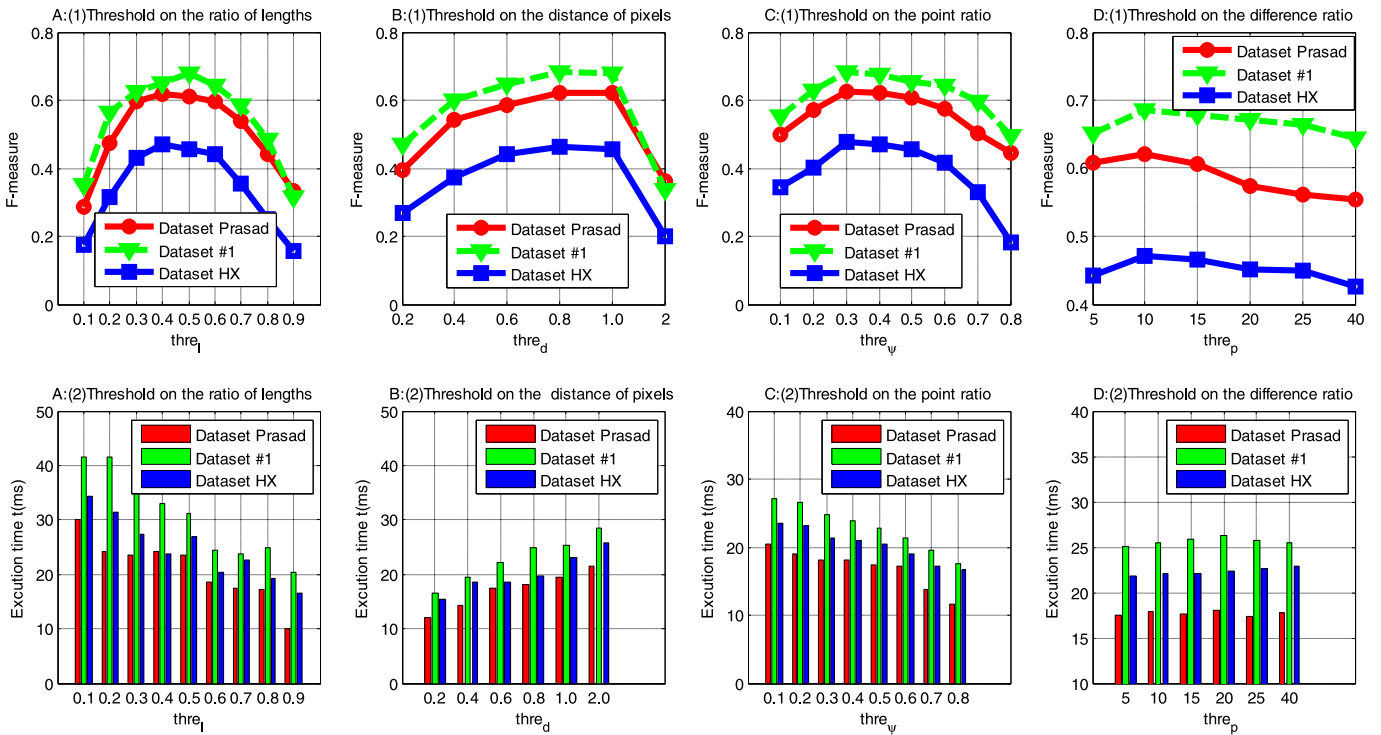 A:(1)Threshold on the ratio of lengths
F-measure
0.8
0.6
0.4
0.2
0
Dataset Prasad
Dataset #1
Dataset HX
0.1 0.2 0.3 0.4 0.5 0.6 0.7 0.8 0.9
thre_l
B:(1)Threshold on the distance of pixels
F-measure
0.8
0.6
0.4
0.2
0
Dataset Prasad
Dataset #1
Dataset HX
0.2 0.4 0.6 0.8 1.0 2
thre_d
C:(1)Threshold on the point ratio
F-measure
0.8
0.6
0.4
0.2
0
Dataset Prasad
Dataset #1
Dataset HX
0.1 0.2 0.3 0.4 0.5 0.6 0.7 0.8
thre_ψ
D:(1)Threshold on the difference ratio
F-measure
0.8
0.7
0.6
0.5
0.4
Dataset Prasad
Dataset #1
Dataset HX
5 10 15 20 25 40
thre_p
A:(2)Threshold on the ratio of lengths
Excution time t(ms)
50
40
30
20
10
0
Dataset Prasad
Dataset #1
Dataset HX
0.1 0.2 0.3 0.4 0.5 0.6 0.7 0.8 0.9
thre_l
B:(2)Threshold on the distance of pixels
Excution time t(ms)
50
40
30
20
10
0
Dataset Prasad
Dataset #1
Dataset HX
0.2 0.4 0.6 0.8 1.0 2.0
thre_d
C:(2)Threshold on the point ratio
Excution time t(ms)
40
30
20
10
0
Dataset Prasad
Dataset #1
Dataset HX
0.1 0.2 0.3 0.4 0.5 0.6 0.7 0.8
thre_ψ
D:(2)Threshold on the difference ratio
Excution time t(ms)
40
35
30
25
20
15
10
Dataset Prasad
Dataset #1
Dataset HX
5 10 15 20 25 40
thre_p